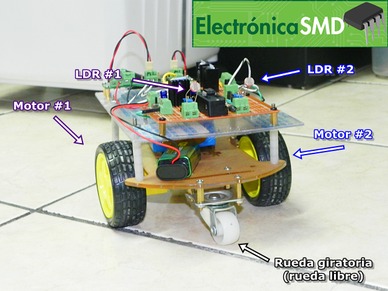 ElectrónicaSMD
LDR #1
LDR #2
Motor #1
Motor #2
Rueda giratoria
(rueda libre)